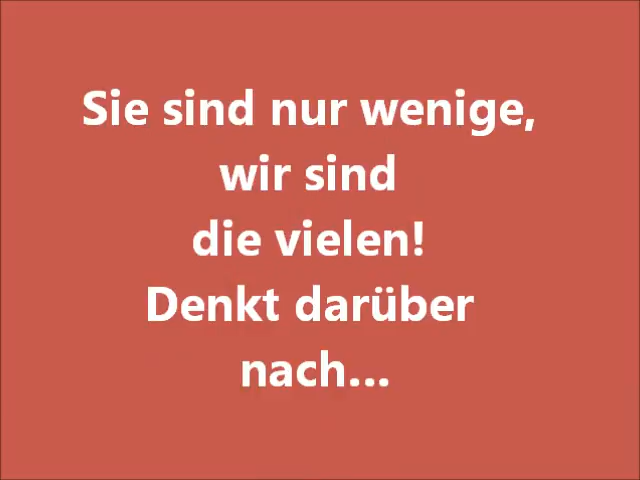 Sie sind nur wenige,
wir sind
die vielen!
Denkt darüber
nach...